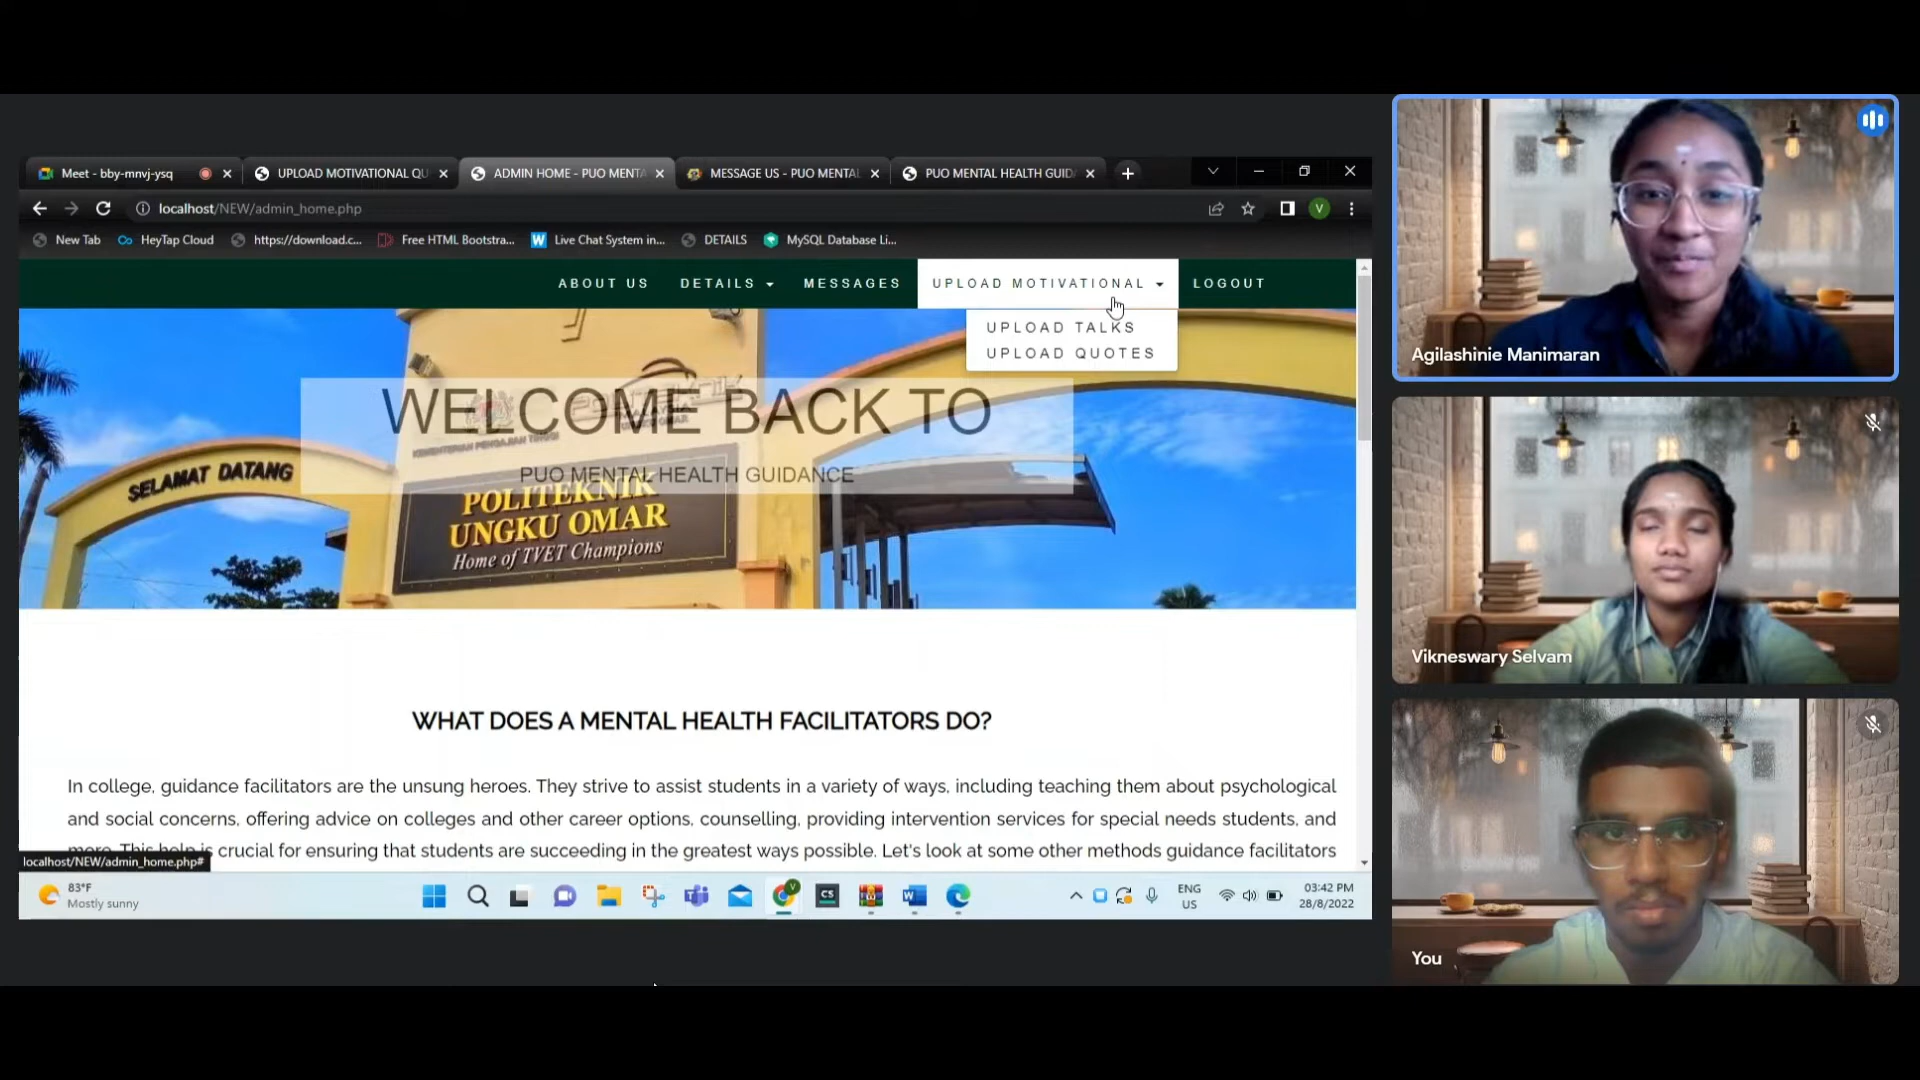 Meet - bby-mnvj-ysq
UPLOAD MOTIVATIONAL QU
ADMIN HOME - PUO MENTA
MESSAGE US - PUO MENTAL
PUO MENTAL HEALTH GUID
localhost/NEW/admin_home.php
V
New Tab
HeyTap Cloud
https://download.c...
Free HTML Bootstra...
W
Live Chat System in...
DETAILS
MySQL Database Li...
ABOUT US
DETAILS
MESSAGES
UPLOAD MOTIVATIONAL
LOGOUT
UPLOAD TALKS
UPLOAD QUOTES
WELCOME BACK TO
PUO MENTAL HEALTH GUIDANCE
SELAMAT DATANG
KEMENTERIAN PENGAJIAN TINGGI
POLITEKNIK
UNGKU OMAR
Home of TVET Champions
WHAT DOES A MENTAL HEALTH FACILITATORS DO?
In college, guidance facilitators are the unsung heroes. They strive to assist students in a variety of ways, including teaching them about psychological
and social concerns, offering advice on colleges and other career options, counselling, providing intervention services for special needs students, and
more. This help is crucial for ensuring that students are succeeding in the greatest ways possible. Let's look at some other methods guidance facilitators
localhost/NEW/admin_home.php#
83°F
Mostly sunny
V
CS
W
ENG
US
03:42 PM
28/8/2022
Agilashinie Manimaran
Vikneswary Selvam
You